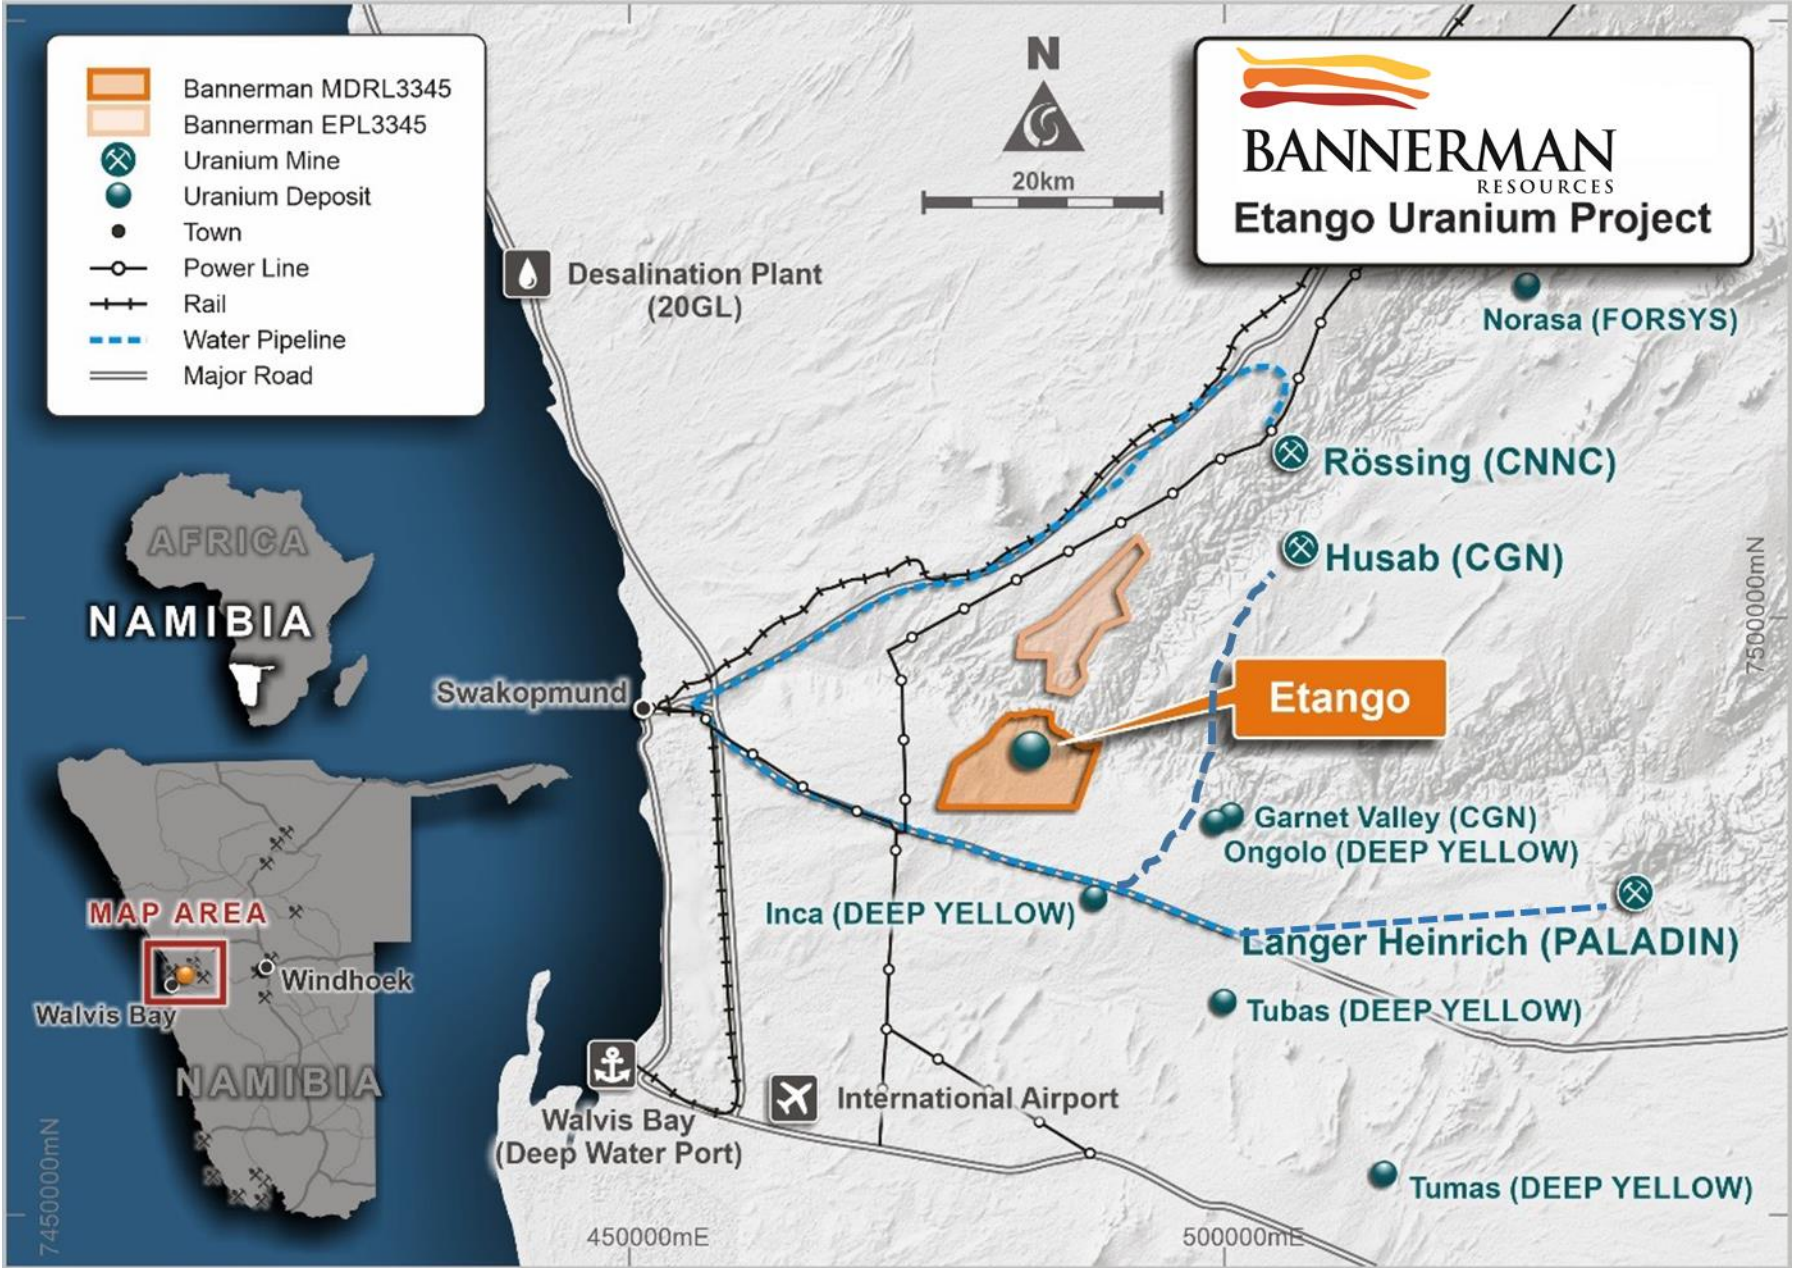 Bannerman MDRL3345
Bannerman EPL3345
Uranium Mine
Uranium Deposit
Town
Power Line
Rail
Water Pipeline
Major Road
N
20km
BANNERMAN
RESOURCES
Etango Uranium Project
Desalination Plant
(20GL)
Norasa (FORSYS)
Rössing (CNNC)
Husab (CGN)
7500000mN
AFRICA
NAMIBIA
Swakopmund
Etango
Garnet Valley (CGN)
Ongolo (DEEP YELLOW)
Inca (DEEP YELLOW)
Langer Heinrich (PALADIN)
Tubas (DEEP YELLOW)
MAP AREA
Windhoek
Walvis Bay
NAMIBIA
International Airport
Walvis Bay
(Deep Water Port)
Tumas (DEEP YELLOW)
7450000mN
450000mE
500000mE